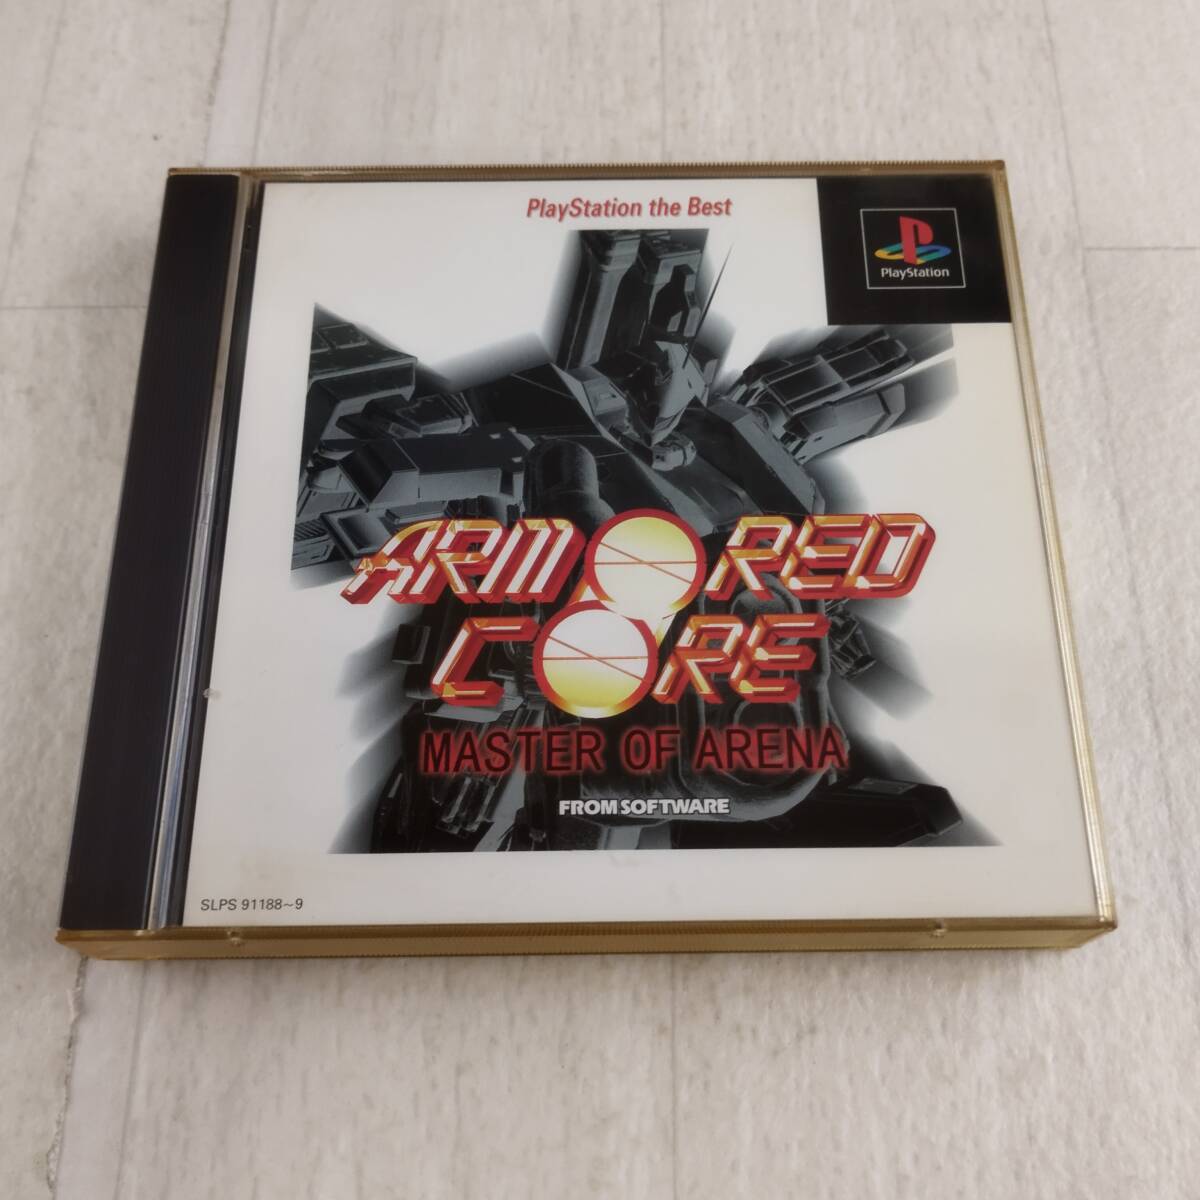 PlayStation the Best
PlayStation
ARMORED
CORE
MASTER OF ARENA
FROM SOFTWARE
SLPS 91188~9